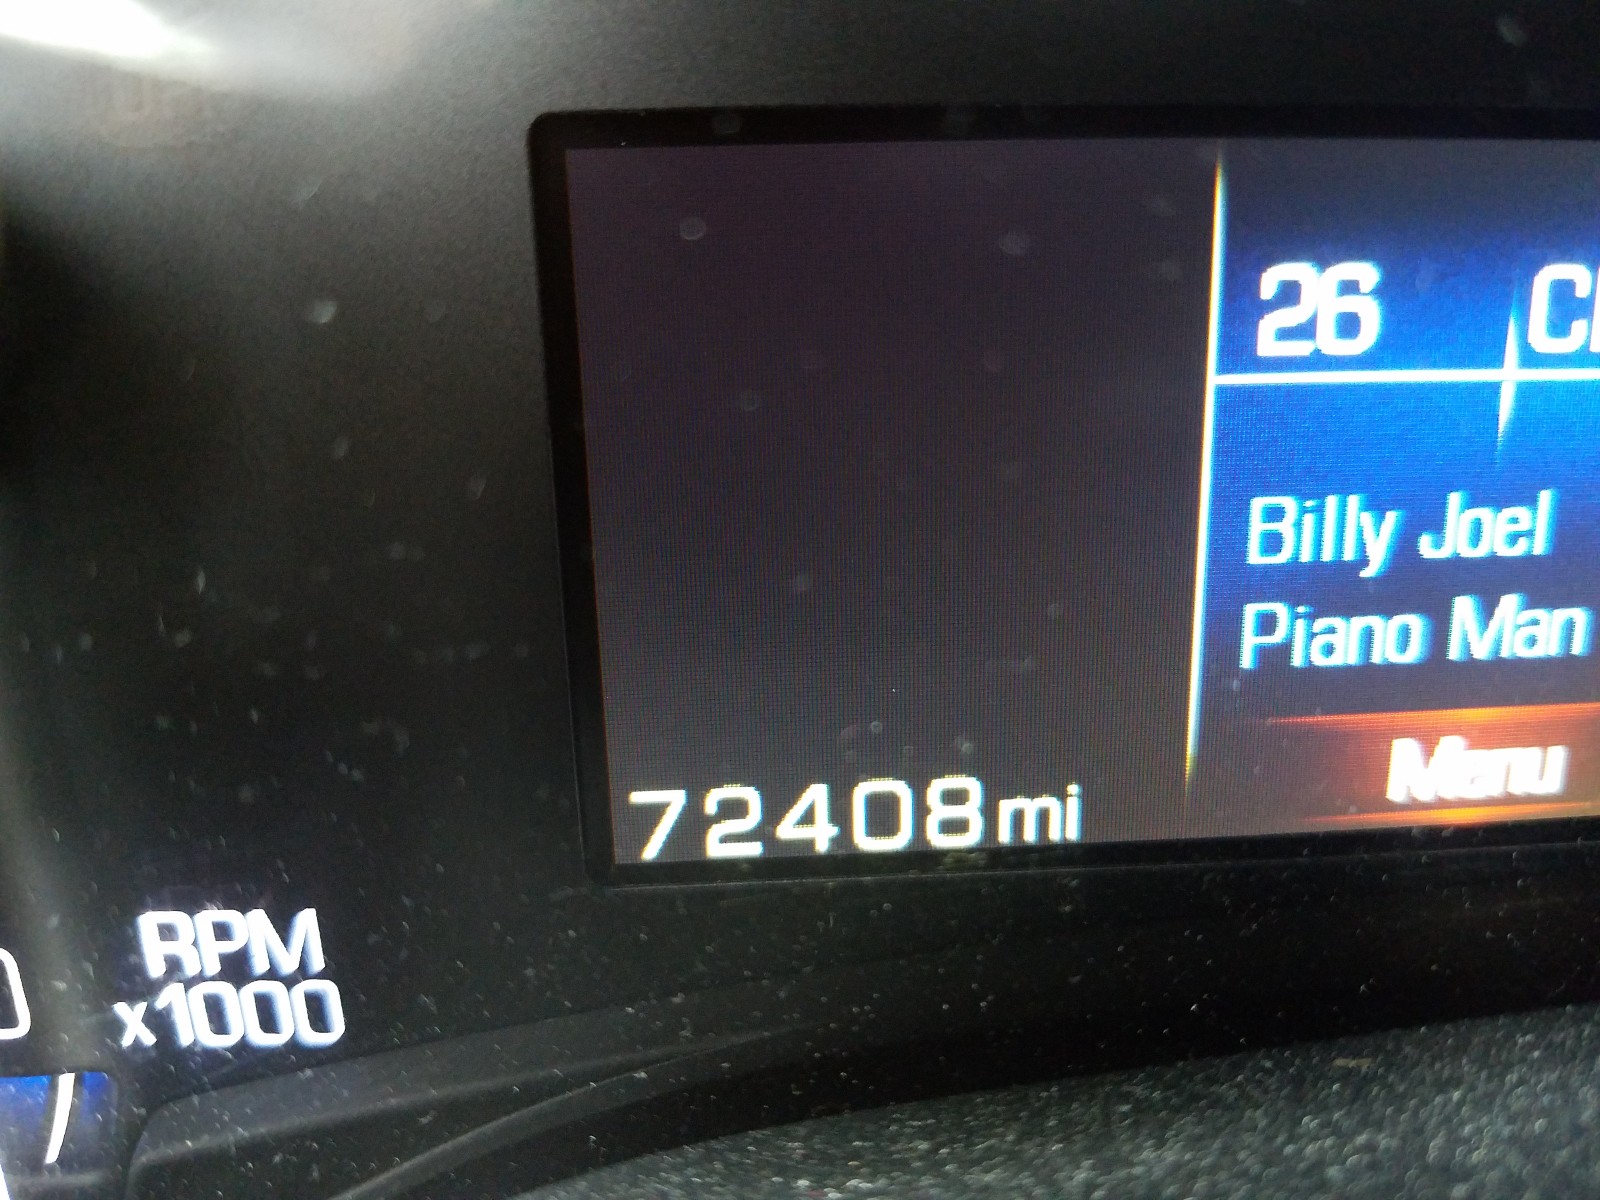 26
Billy Joel
Piano Man
Menu
72408mi
RPM
x1000